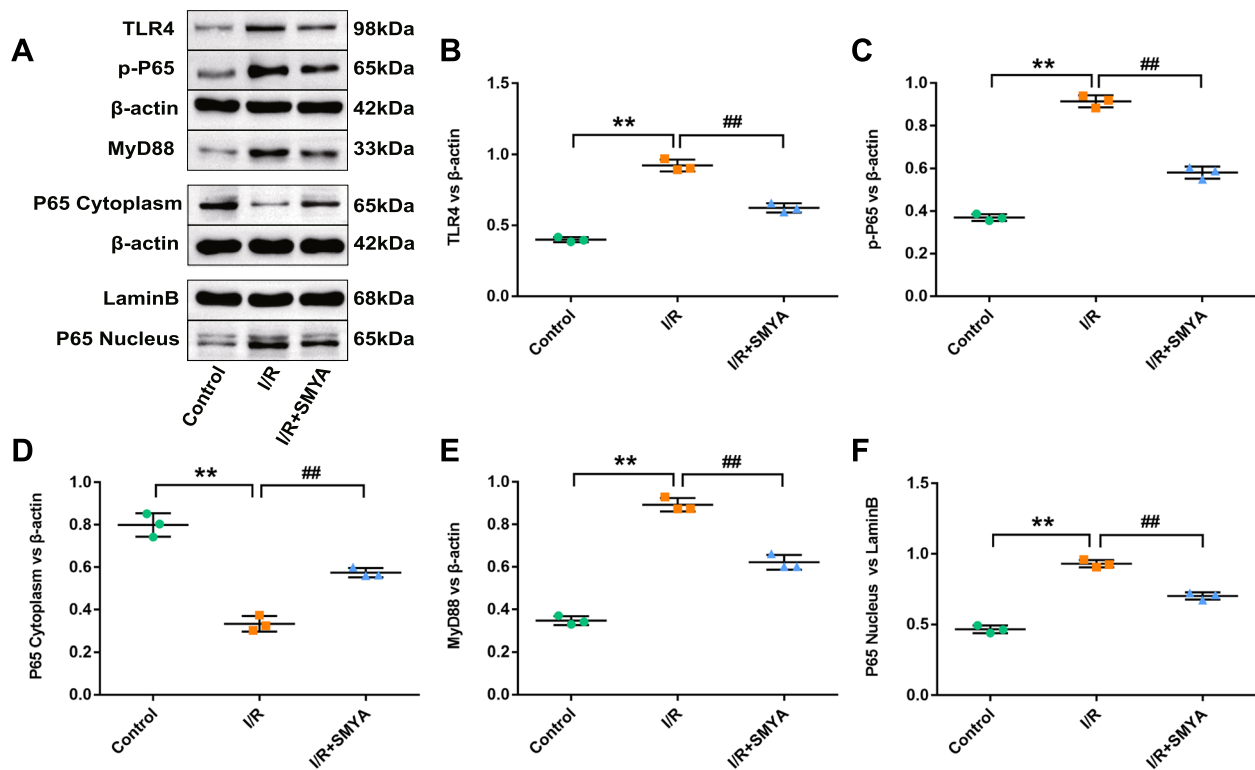 A
TLR4 98kDa
p-P65 65kDa
β-actin 42kDa
MyD88 33kDa
P65 Cytoplasm 65kDa
β-actin 42kDa
LaminB 68kDa
P65 Nucleus 65kDa
Control I/R I/R+SMYA
B
TLR4 vs β-actin
1.5
1.0
0.5
0.0
** ##
Control I/R I/R+SMYA
C
p-P65 vs β-actin
1.0
0.8
0.6
0.4
0.2
0.0
** ##
Control I/R I/R+SMYA
D
P65 Cytoplasm vs β-actin
1.0
0.8
0.6
0.4
0.2
0.0
** ##
Control I/R I/R+SMYA
E
MyD88 vs β-actin
1.0
0.8
0.6
0.4
0.2
0.0
** ##
Control I/R I/R+SMYA
F
P65 Nucleus vs LaminB
1.5
1.0
0.5
0.0
** ##
Control I/R I/R+SMYA